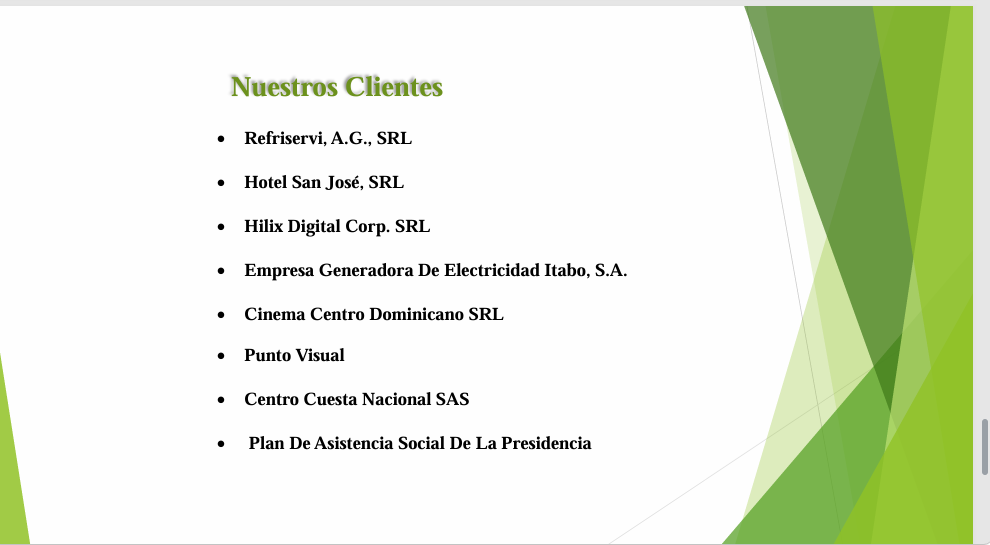 Nuestros Clientes
• Refriservi, A.G., SRL
• Hotel San José, SRL
• Hilix Digital Corp. SRL
• Empresa Generadora De Electricidad Itabo, S.A.
• Cinema Centro Dominicano SRL
• Punto Visual
• Centro Cuesta Nacional SAS
• Plan De Asistencia Social De La Presidencia